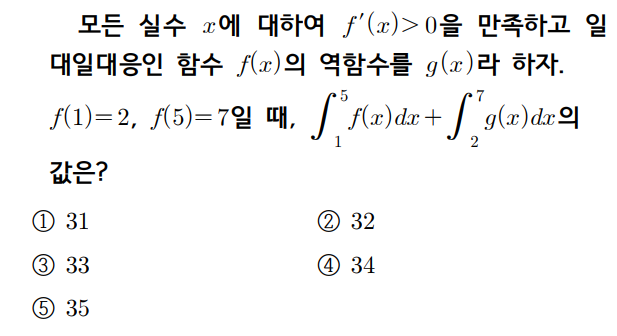 모든 실수 x에 대하여 f′(x)>0을 만족하고 일
대일대응인 함수 f(x)의 역함수를 g(x)라 하자.
f(1)=2, f(5)=7일 때, ∫₁⁵ f(x)dx+∫₂⁷ g(x)dx의
값은?
① 31 ② 32
③ 33 ④ 34
⑤ 35